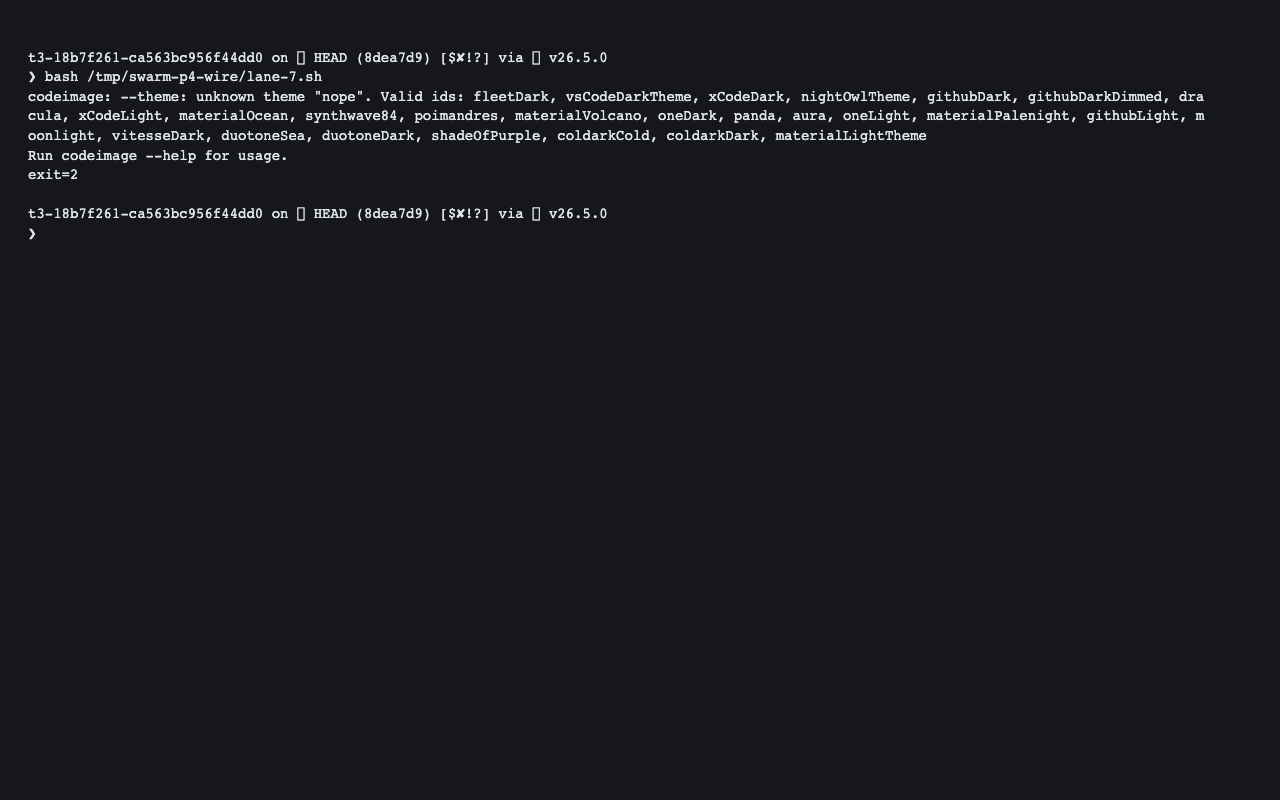 t3-18b7f261-ca563bc956f44dd0 on  HEAD (8dea7d9) [$✘!?] via  v26.5.0
❯ bash /tmp/swarm-p4-wire/lane-7.sh
codeimage: --theme: unknown theme "nope". Valid ids: fleetDark, vsCodeDarkTheme, xCodeDark, nightOwlTheme, githubDark, githubDarkDimmed, dra
cula, xCodeLight, materialOcean, synthwave84, poimandres, materialVolcano, oneDark, panda, aura, oneLight, materialPalenight, githubLight, m
oonlight, vitesseDark, duotoneSea, duotoneDark, shadeOfPurple, coldarkCold, coldarkDark, materialLightTheme
Run codeimage --help for usage.
exit=2
t3-18b7f261-ca563bc956f44dd0 on  HEAD (8dea7d9) [$✘!?] via  v26.5.0
❯